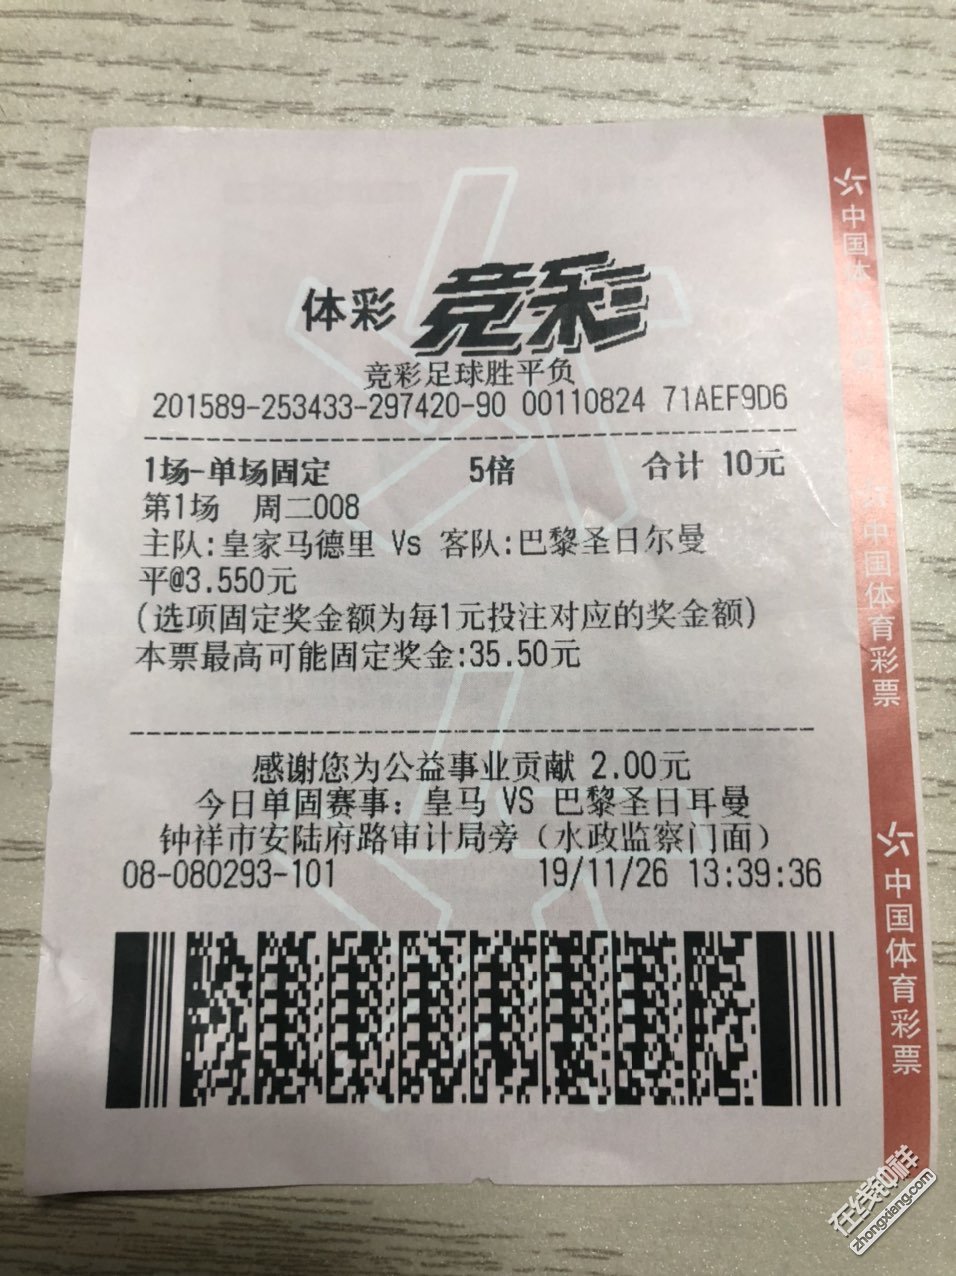 体彩 竞彩
竞彩足球胜平负
201589-253433-297420-90 00110824 71AEF9D6
1场-单场固定 5倍 合计 10元
第1场 周二008
主队:皇家马德里 Vs 客队:巴黎圣日尔曼
平@3.550元
(选项固定奖金额为每1元投注对应的奖金额)
本票最高可能固定奖金:35.50元
感谢您为公益事业贡献 2.00元
今日单固赛事: 皇马 VS 巴黎圣日耳曼
钟祥市安陆府路审计局旁 (水政监察门面)
08-080293-101 19/11/26 13:39:36
中国体
中国体育彩票
中国体育彩票
在线钟祥
zhongxiang.com